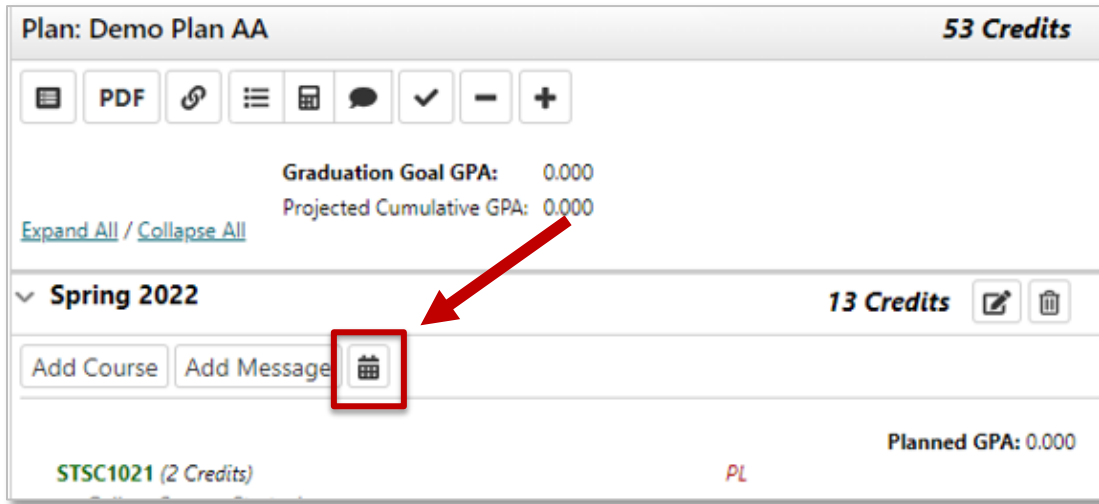 Plan: Demo Plan AA 53 Credits
PDF
Graduation Goal GPA: 0.000
Projected Cumulative GPA: 0.000
Expand All / Collapse All
Spring 2022 13 Credits
Add Course Add Message
Planned GPA: 0.000
STSC1021 (2 Credits) PL